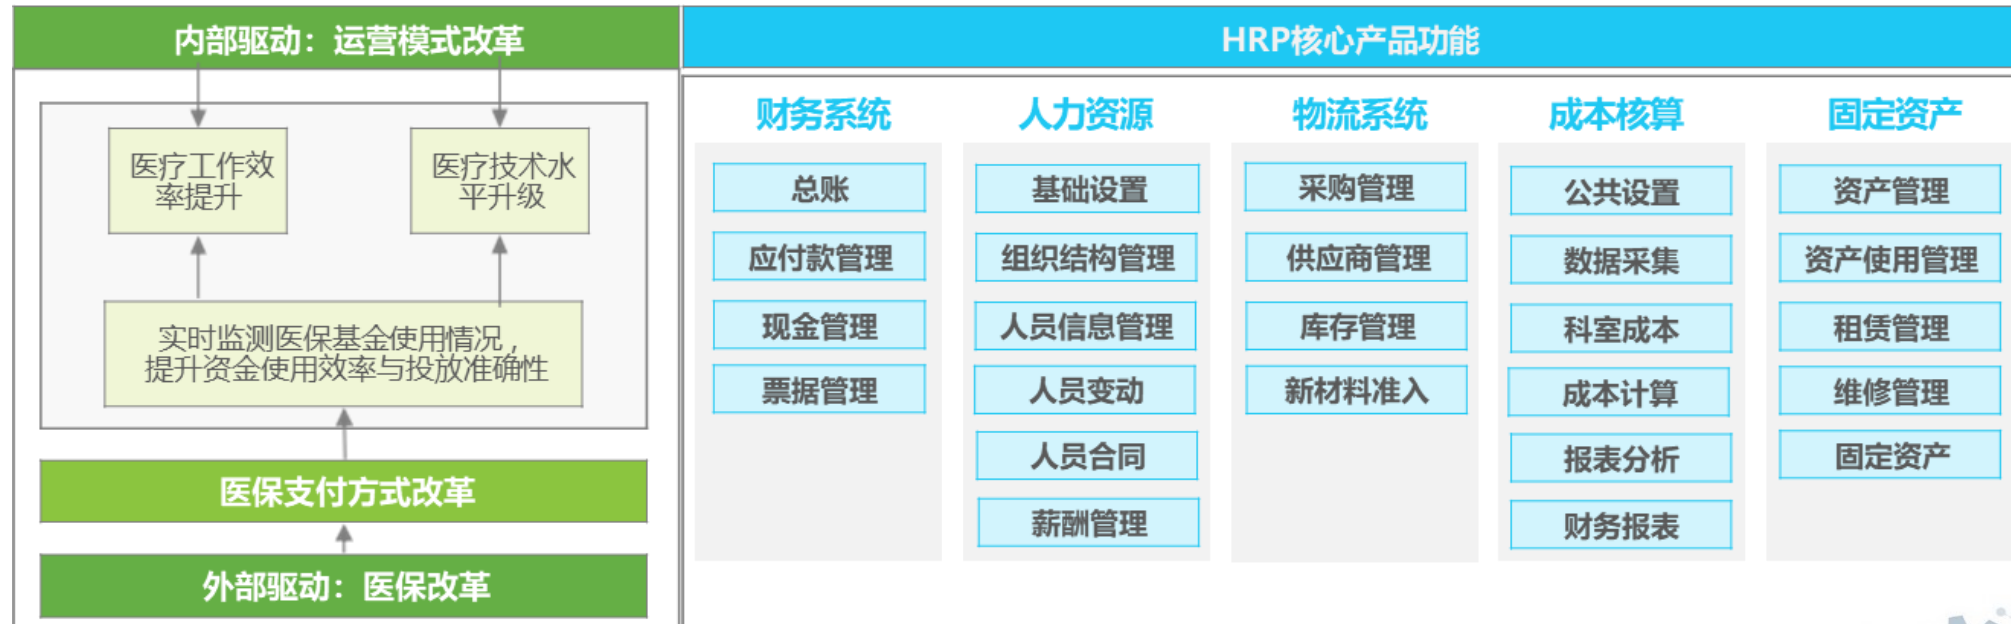 内部驱动：运营模式改革
医疗工作效
率提升
医疗技术水
平升级
实时监测医保基金使用情况，
提升资金使用效率与投放准确性
医保支付方式改革
外部驱动：医保改革
HRP核心产品功能
财务系统
总账
应付款管理
现金管理
票据管理
人力资源
基础设置
组织结构管理
人员信息管理
人员变动
人员合同
薪酬管理
物流系统
采购管理
供应商管理
库存管理
新材料准入
成本核算
公共设置
数据采集
科室成本
成本计算
报表分析
财务报表
固定资产
资产管理
资产使用管理
租赁管理
维修管理
固定资产